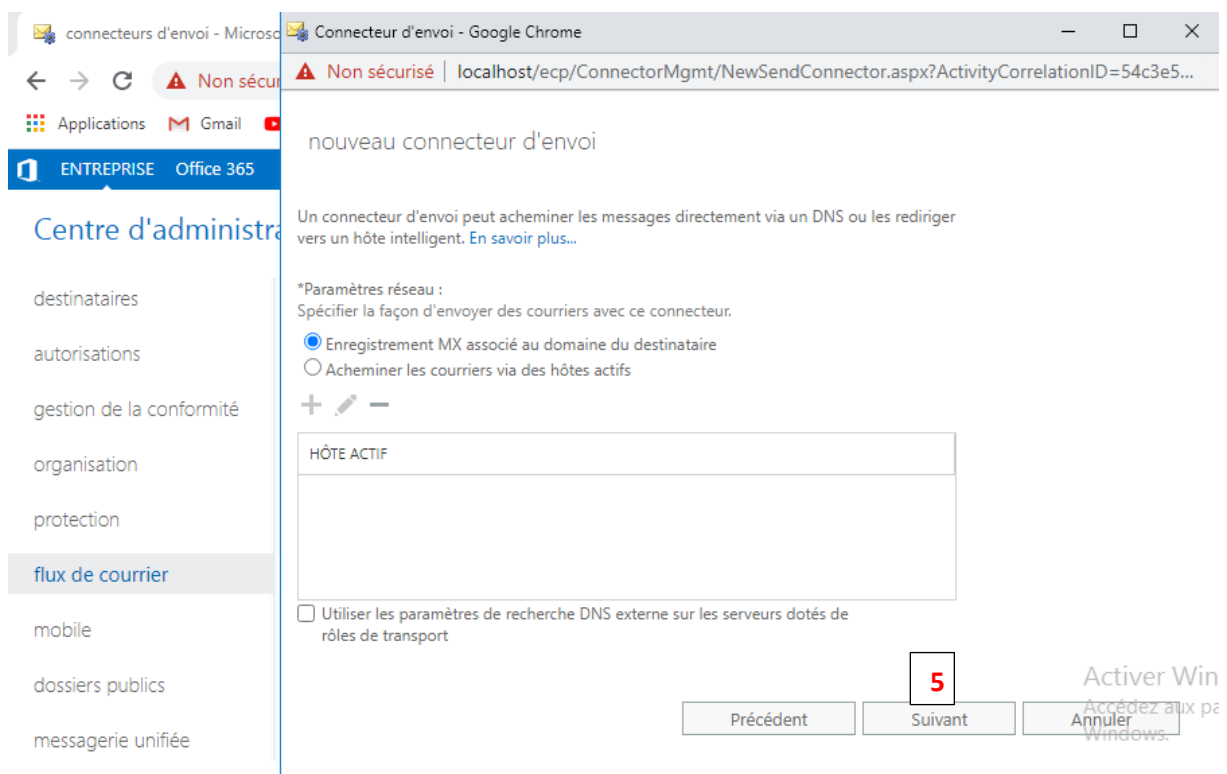 connecteurs d'envoi - Microso
Connecteur d'envoi - Google Chrome
Non sécur
Non sécurisé | localhost/ecp/ConnectorMgmt/NewSendConnector.aspx?ActivityCorrelationID=54c3e5...
Applications Gmail
nouveau connecteur d'envoi
ENTREPRISE Office 365
Centre d'administra
Un connecteur d'envoi peut acheminer les messages directement via un DNS ou les rediriger
vers un hôte intelligent. En savoir plus...
destinataires
autorisations
gestion de la conformité
organisation
protection
flux de courrier
mobile
dossiers publics
messagerie unifiée
*Paramètres réseau :
Spécifier la façon d'envoyer des courriers avec ce connecteur.
Enregistrement MX associé au domaine du destinataire
Acheminer les courriers via des hôtes actifs
HÔTE ACTIF
Utiliser les paramètres de recherche DNS externe sur les serveurs dotés de
rôles de transport
5
Précédent Suivant Annuler
Activer Win
Accédez aux pa
Windows.